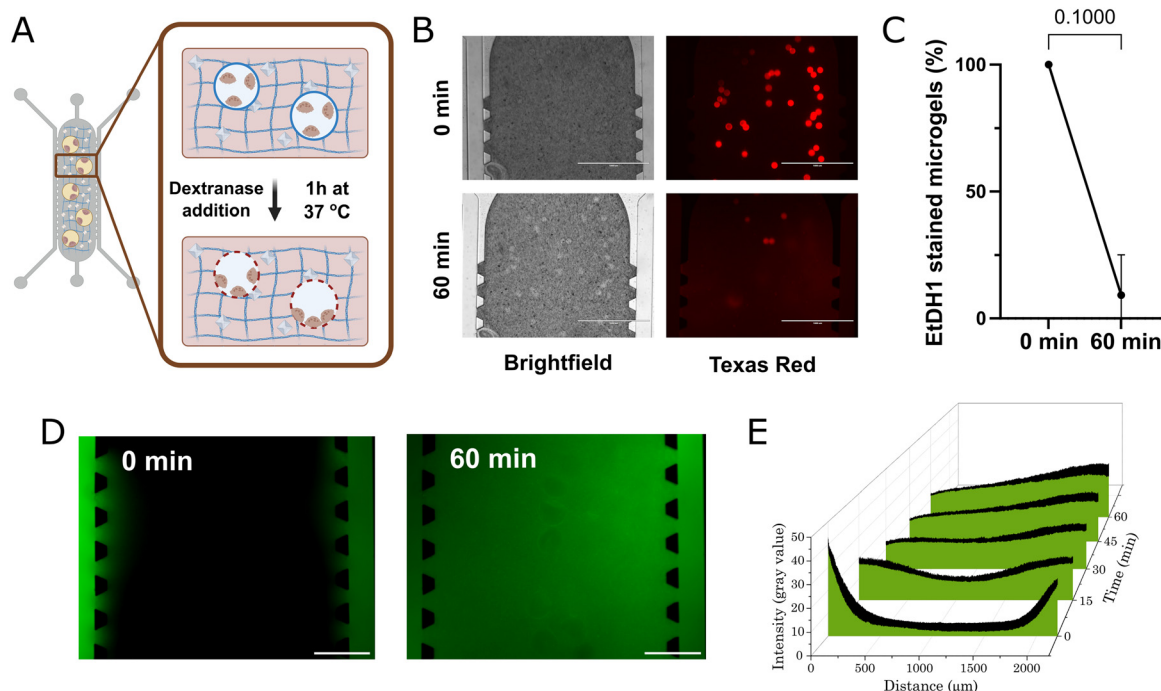 A
Dextranase
addition
1h at
37 °C
B
0 min
60 min
Brightfield
Texas Red
C
0.1000
EtDH1 stained microgels (%)
100
50
0
0 min
60 min
D
0 min
60 min
E
Intensity (gray value)
50
40
30
20
10
0
0
500
1000
1500
2000
Distance (µm)
60
45
30
15
0
Time (min)